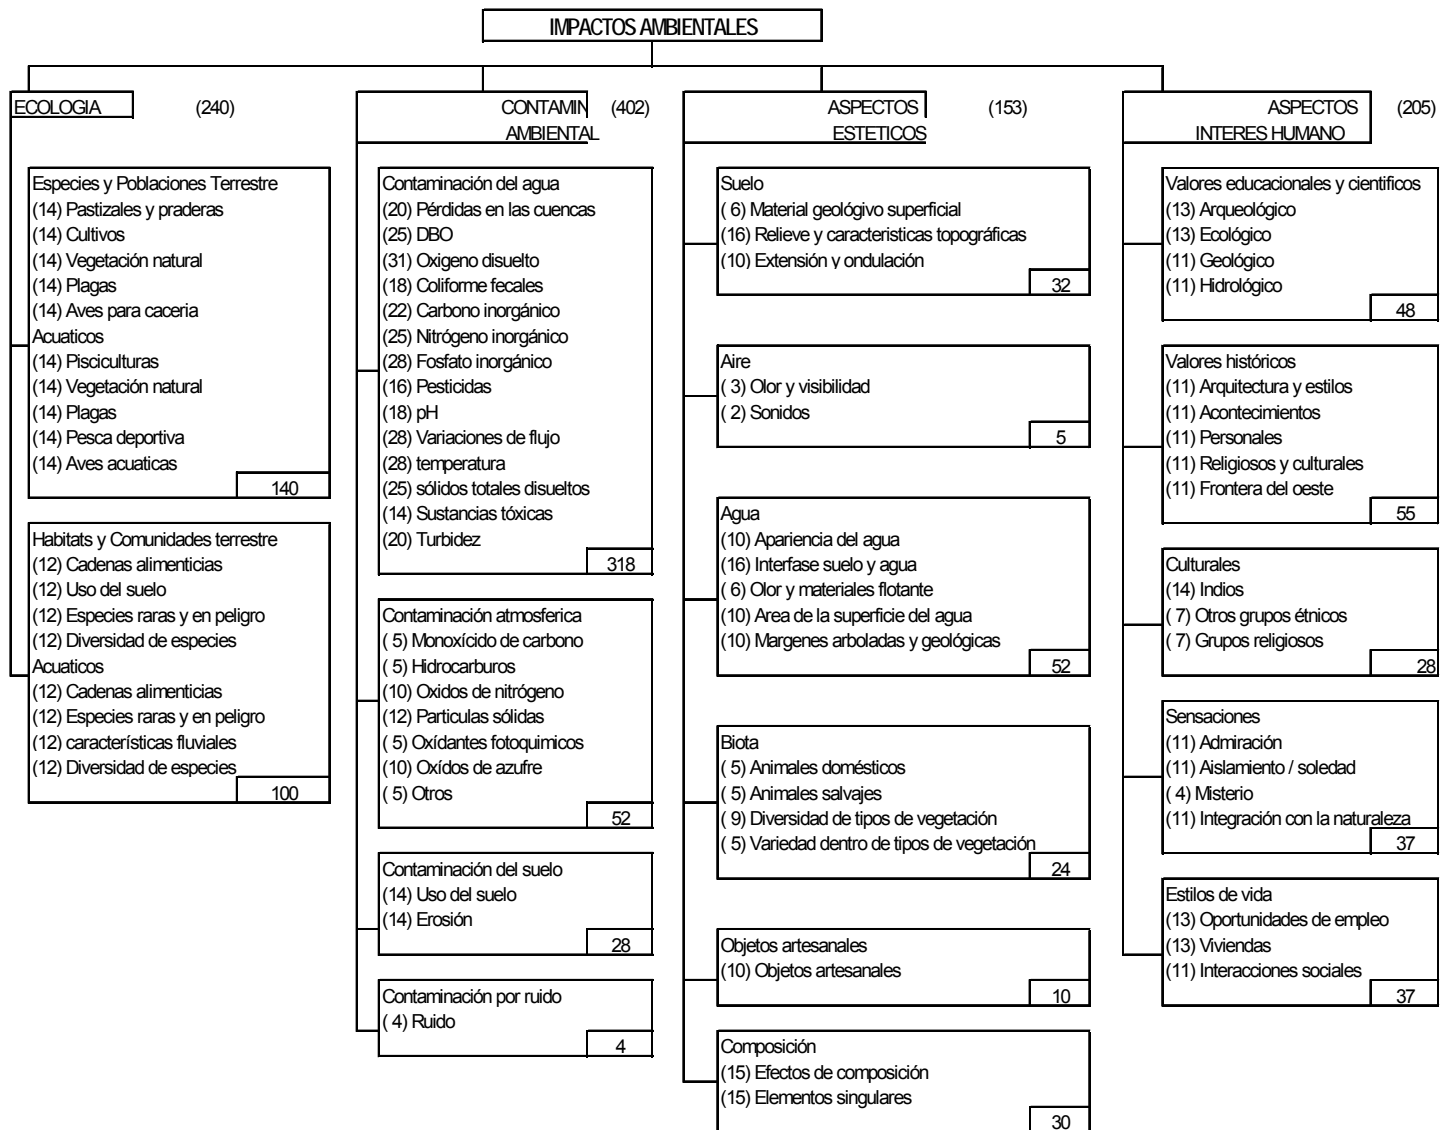 IMPACTOS AMBIENTALES
ECOLOGIA (240)
Especies y Poblaciones Terrestre
(14) Pastizales y praderas
(14) Cultivos
(14) Vegetación natural
(14) Plagas
(14) Aves para caceria
Acuaticos
(14) Pisciculturas
(14) Vegetación natural
(14) Plagas
(14) Pesca deportiva
(14) Aves acuaticas
140
Habitats y Comunidades terrestre
(12) Cadenas alimenticias
(12) Uso del suelo
(12) Especies raras y en peligro
(12) Diversidad de especies
Acuaticos
(12) Cadenas alimenticias
(12) Especies raras y en peligro
(12) características fluviales
(12) Diversidad de especies
100
CONTAMIN (402)
AMBIENTAL
Contaminación del agua
(20) Pérdidas en las cuencas
(25) DBO
(31) Oxigeno disuelto
(18) Coliforme fecales
(22) Carbono inorgánico
(25) Nitrógeno inorgánico
(28) Fosfato inorgánico
(16) Pesticidas
(18) pH
(28) Variaciones de flujo
(28) temperatura
(25) sólidos totales disueltos
(14) Sustancias tóxicas
(20) Turbidez
318
Contaminación atmosferica
( 5) Monoxícido de carbono
( 5) Hidrocarburos
(10) Oxidos de nitrógeno
(12) Particulas sólidas
( 5) Oxídantes fotoquimicos
(10) Oxídos de azufre
( 5) Otros
52
Contaminación del suelo
(14) Uso del suelo
(14) Erosión
28
Contaminación por ruido
( 4) Ruido
4
ASPECTOS (153)
ESTETICOS
Suelo
( 6) Material geológivo superficial
(16) Relieve y caracteristicas topográficas
(10) Extensión y ondulación
32
Aire
( 3) Olor y visibilidad
( 2) Sonidos
5
Agua
(10) Apariencia del agua
(16) Interfase suelo y agua
( 6) Olor y materiales flotante
(10) Area de la superficie del agua
(10) Margenes arboladas y geológicas
52
Biota
( 5) Animales domésticos
( 5) Animales salvajes
( 9) Diversidad de tipos de vegetación
( 5) Variedad dentro de tipos de vegetación
24
Objetos artesanales
(10) Objetos artesanales
10
Composición
(15) Efectos de composición
(15) Elementos singulares
30
ASPECTOS (205)
INTERES HUMANO
Valores educacionales y cientificos
(13) Arqueológico
(13) Ecológico
(11) Geológico
(11) Hidrológico
48
Valores históricos
(11) Arquitectura y estilos
(11) Acontecimientos
(11) Personales
(11) Religiosos y culturales
(11) Frontera del oeste
55
Culturales
(14) Indios
( 7) Otros grupos étnicos
( 7) Grupos religiosos
28
Sensaciones
(11) Admiración
(11) Aislamiento / soledad
( 4) Misterio
(11) Integración con la naturaleza
37
Estilos de vida
(13) Oportunidades de empleo
(13) Viviendas
(11) Interacciones sociales
37